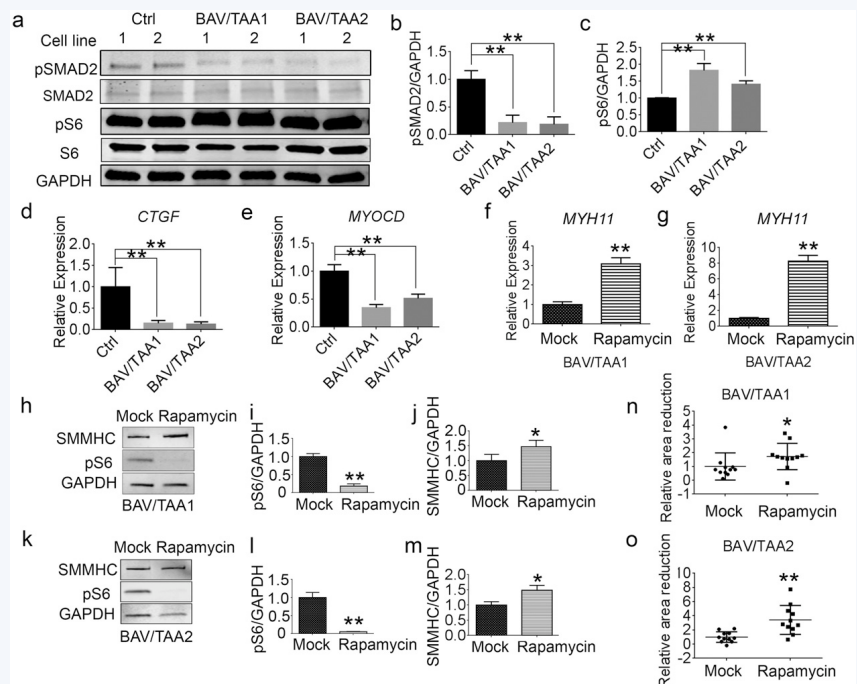 a
Ctrl BAV/TAA1 BAV/TAA2
Cell line 1 2 1 2 1 2
pSMAD2
SMAD2
pS6
S6
GAPDH
b
pSMAD2/GAPDH
1.5
1.0
0.5
0.0
**
**
Ctrl
BAV/TAA1
BAV/TAA2
c
pS6/GAPDH
2.5
2.0
1.5
1.0
0.5
0.0
**
**
Ctrl
BAV/TAA1
BAV/TAA2
d
CTGF
Relative Expression
2.0
1.5
1.0
0.5
0.0
**
**
Ctrl
BAV/TAA1
BAV/TAA2
e
MYOCD
Relative Expression
1.5
1.0
0.5
0.0
**
**
Ctrl
BAV/TAA1
BAV/TAA2
f
MYH11
Relative Expression
4
3
2
1
0
**
Mock Rapamycin
BAV/TAA1
g
MYH11
Relative Expression
10
8
6
4
2
0
**
Mock Rapamycin
BAV/TAA2
h
Mock Rapamycin
SMMHC
pS6
GAPDH
BAV/TAA1
i
pS6/GAPDH
1.5
1.0
0.5
0.0
**
Mock Rapamycin
j
SMMHC/GAPDH
2.0
1.5
1.0
0.5
0.0
*
Mock Rapamycin
n
BAV/TAA1
Relative area reduction
5
4
3
2
1
0
-1
*
Mock Rapamycin
k
Mock Rapamycin
SMMHC
pS6
GAPDH
BAV/TAA2
l
pS6/GAPDH
1.5
1.0
0.5
0.0
**
Mock Rapamycin
m
SMMHC/GAPDH
2.0
1.5
1.0
0.5
0.0
*
Mock Rapamycin
o
BAV/TAA2
Relative area reduction
8
6
4
2
0
-2
**
Mock Rapamycin